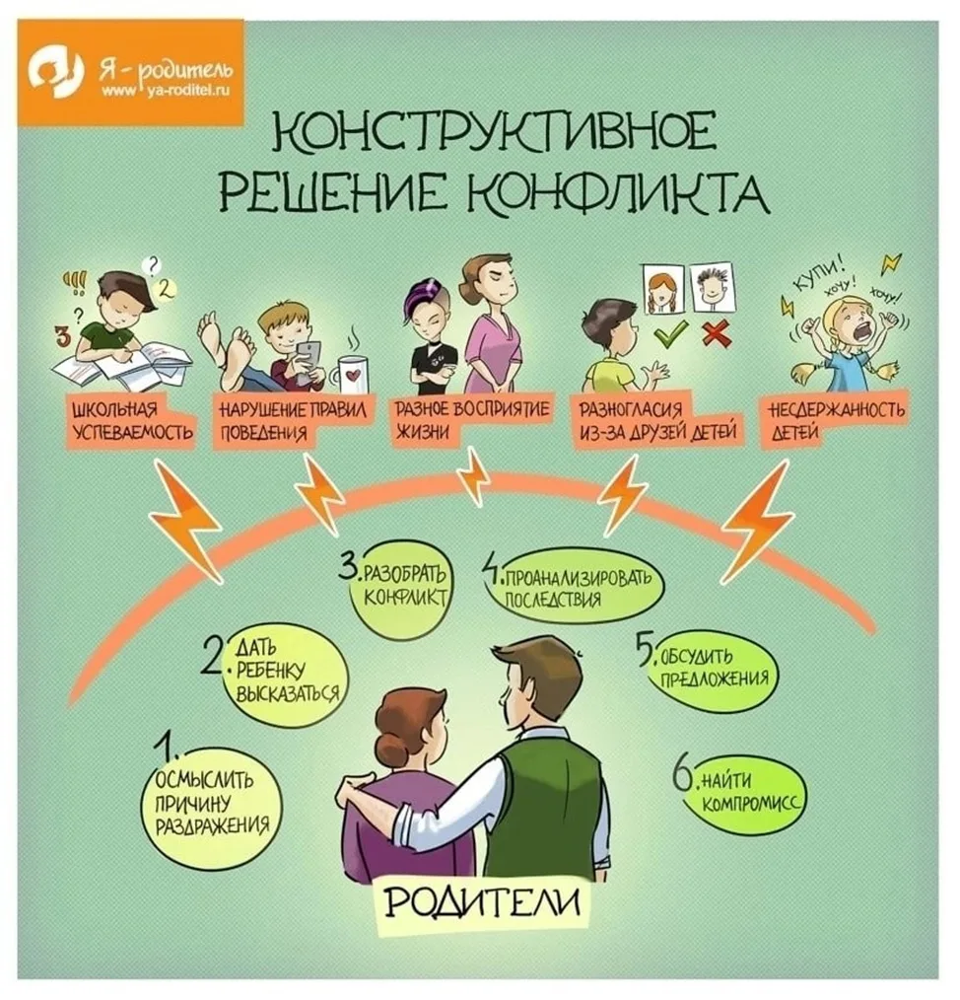 Я - родитель
www ya-roditel.ru
КОНСТРУКТИВНОЕ
РЕШЕНИЕ КОНФЛИКТА
!!!
?
2
?
3
КУПИ!
ХОЧУ!
ХОЧУ!
ШКОЛЬНАЯ
УСПЕВАЕМОСТЬ
НАРУШЕНИЕ ПРАВИЛ
ПОВЕДЕНИЯ
РАЗНОЕ ВОСПРИЯТИЕ
ЖИЗНИ
РАЗНОГЛАСИЯ
ИЗ-ЗА ДРУЗЕЙ ДЕТЕЙ
НЕСДЕРЖАННОСТЬ
ДЕТЕЙ
1.
ОСМЫСЛИТЬ
ПРИЧИНУ
РАЗДРАЖЕНИЯ
2. ДАТЬ
РЕБЕНКУ
ВЫСКАЗАТЬСЯ
3. РАЗОБРАТЬ
КОНФЛИКТ
4. ПРОАНАЛИЗИРОВАТЬ
ПОСЛЕДСТВИЯ
5. ОБСУДИТЬ
ПРЕДЛОЖЕНИЯ
6. НАЙТИ
КОМПРОМИСС
РОДИТЕЛИ